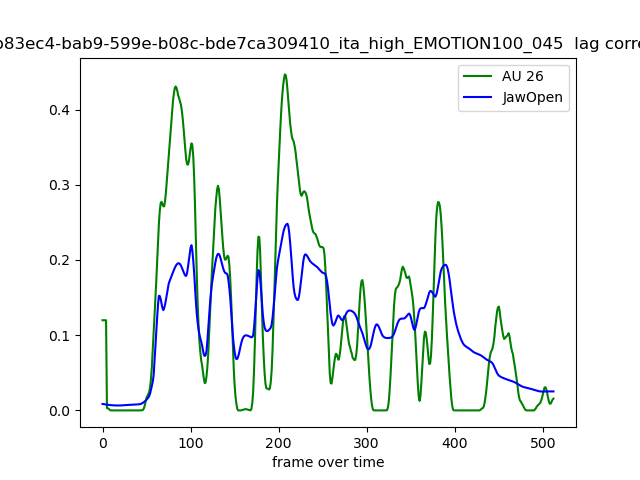 b83ec4-bab9-599e-b08c-bde7ca309410_ita_high_EMOTION100_045 lag corre
AU 26
JawOpen
0.4
0.3
0.2
0.1
0.0
0 100 200 300 400 500
frame over time